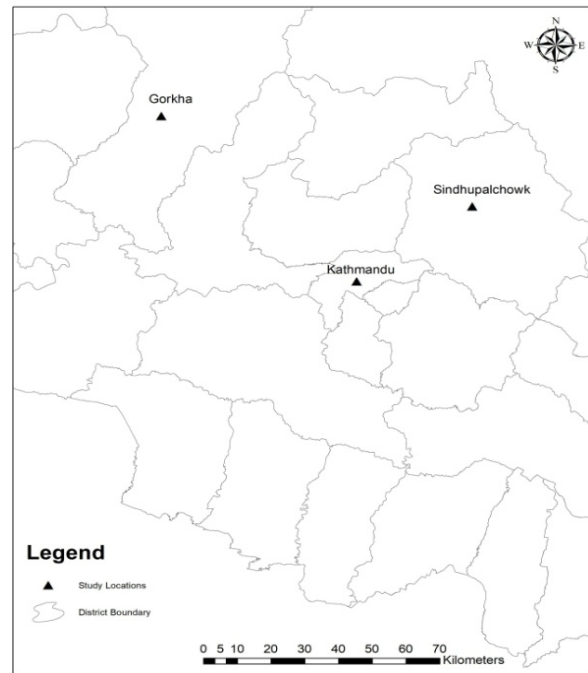 N
W E
S
Gorkha
Sindhupalchowk
Kathmandu
Legend
Study Locations
District Boundary
0 5 10 20 30 40 50 60 70
Kilometers